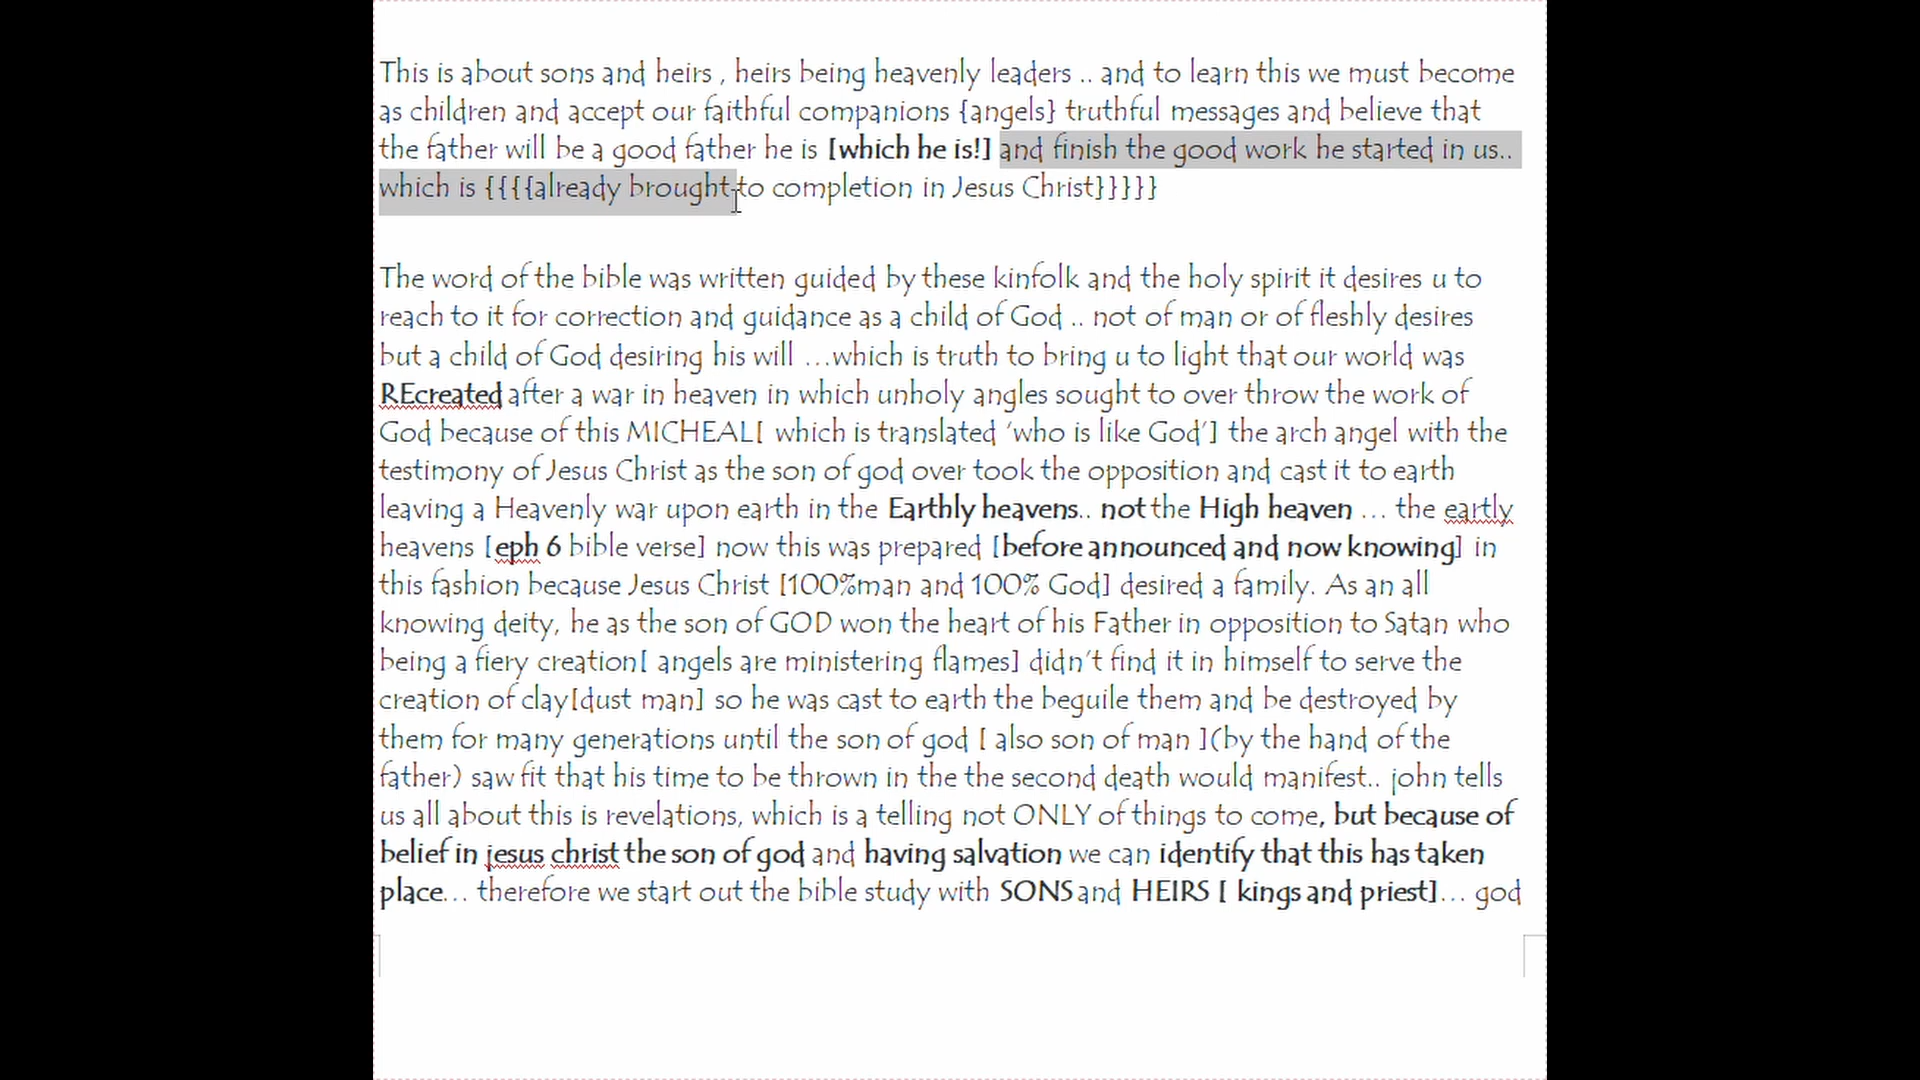 This is about sons and heirs , heirs being heavenly leaders .. and to learn this we must become
as children and accept our faithful companions {angels} truthful messages and believe that
the father will be a good father he is [which he is!] and finish the good work he started in us..
which is {{{{already brought to completion in Jesus Christ}}}}}
The word of the bible was written guided by these kinfolk and the holy spirit it desires u to
reach to it for correction and guidance as a child of God .. not of man or of fleshly desires
but a child of God desiring his will ...which is truth to bring u to light that our world was
REcreated after a war in heaven in which unholy angles sought to over throw the work of
God because of this MICHEAL[ which is translated ‘who is like God’] the arch angel with the
testimony of Jesus Christ as the son of god over took the opposition and cast it to earth
leaving a Heavenly war upon earth in the Earthly heavens.. not the High heaven ... the eartly
heavens [eph 6 bible verse] now this was prepared [before announced and now knowing] in
this fashion because Jesus Christ [100%man and 100% God] desired a family. As an all
knowing deity, he as the son of GOD won the heart of his Father in opposition to Satan who
being a fiery creation[ angels are ministering flames] didn’t find it in himself to serve the
creation of clay[dust man] so he was cast to earth the beguile them and be destroyed by
them for many generations until the son of god [ also son of man ](by the hand of the
father) saw fit that his time to be thrown in the the second death would manifest.. john tells
us all about this is revelations, which is a telling not ONLY of things to come, but because of
belief in jesus christ the son of god and having salvation we can identify that this has taken
place... therefore we start out the bible study with SONS and HEIRS [ kings and priest]... god